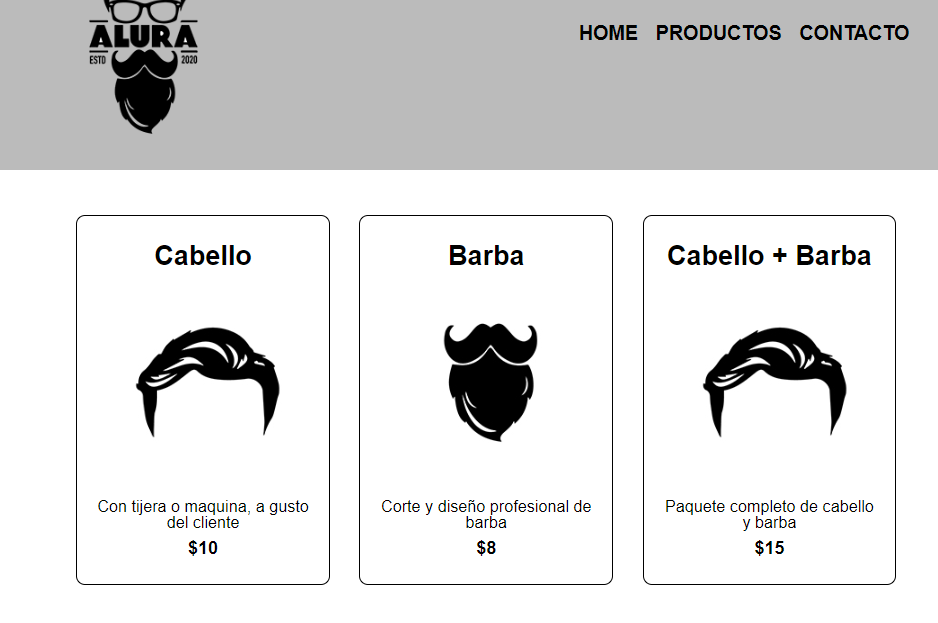 ALURA
ESTD 2020
HOME PRODUCTOS CONTACTO
Cabello
Con tijera o maquina, a gusto
del cliente
$10
Barba
Corte y diseño profesional de
barba
$8
Cabello + Barba
Paquete completo de cabello
y barba
$15